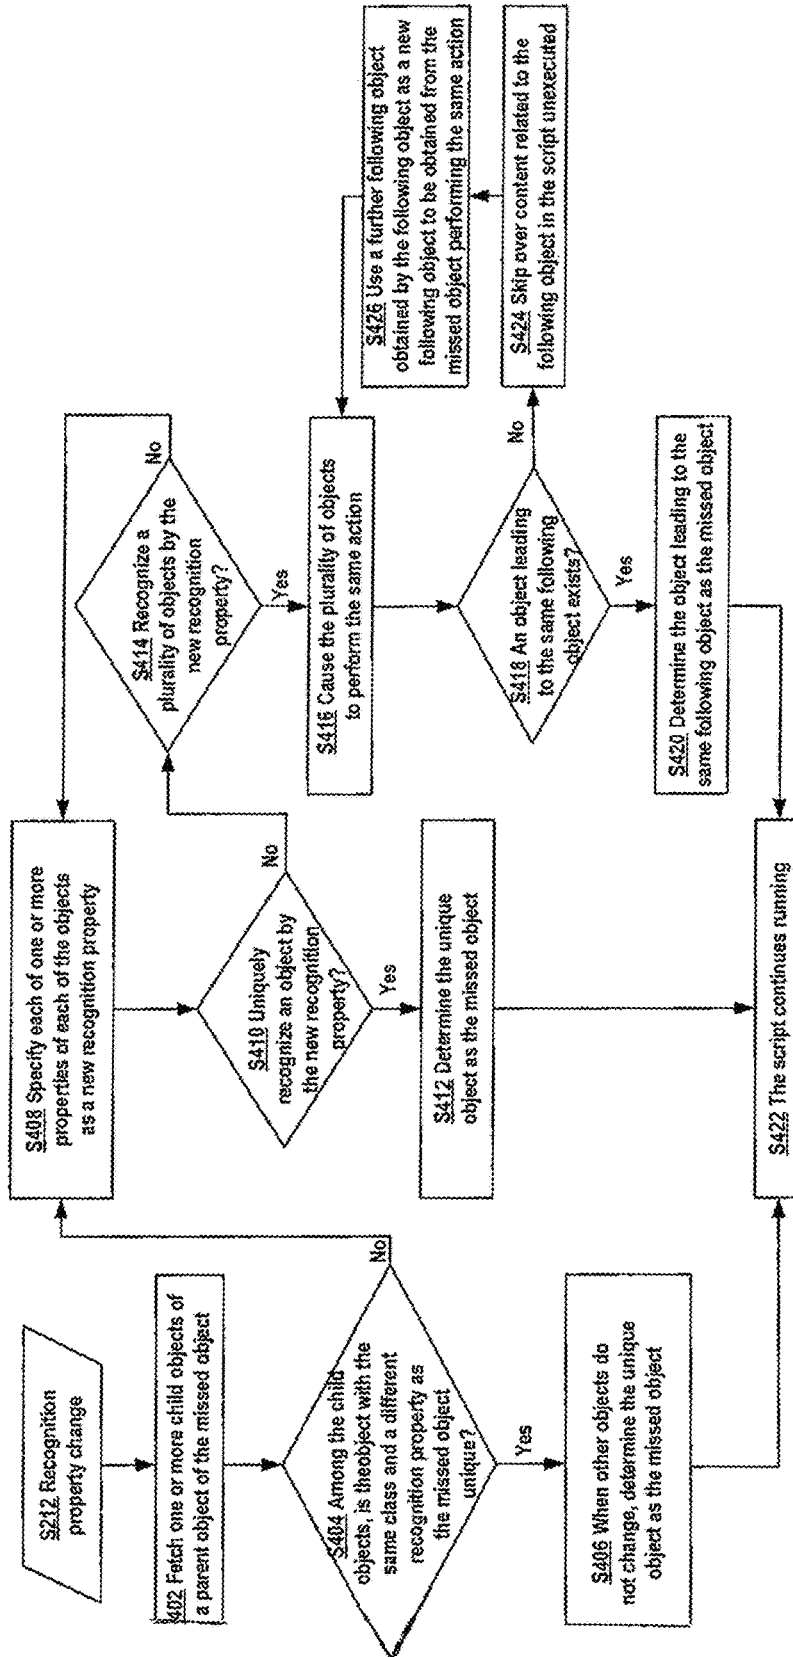 S212 Recognition
property change
402 Fetch one or more child objects of
a parent object of the missed object
S404 Among the child
objects, is theobject with the
same class and a different
recognition property as
the missed object
unique?
No
Yes
S406 When other objects do
not change, determine the unique
object as the missed object
S408 Specify each of one or more
properties of each of the objects
as a new recognition property
S410 Uniquely
recognize an object by
the new recognition
property?
No
Yes
S412 Determine the unique
object as the missed object
S414 Recognize a
plurality of objects by the
new recognition
property?
No
Yes
S416 Cause the plurality of objects
to perform the same action
S418 An object leading
to the same following
object exists?
No
Yes
S420 Determine the object leading to the
same following object as the missed object
S422 The script continues running
S424 Skip over content related to the
following object in the script unexecuted
S426 Use a further following object
obtained by the following object as a new
following object to be obtained from the
missed object performing the same action